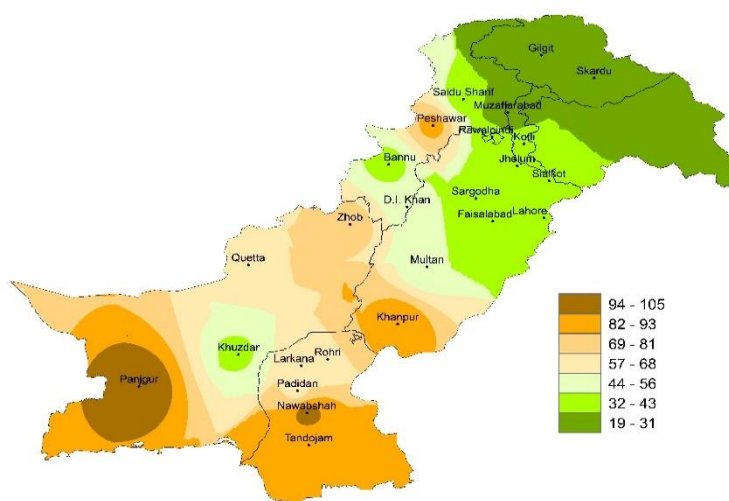 Gilgit
Skardu
Saidu Sharif
Muzaffarabad
Peshawar
Rawalpindi
Kotli
Bannu
Jhelum
Sialkot
Sargodha
D.I. Khan
Zhob
Faisalabad
Lahore
Quetta
Multan
Khanpur
Khuzdar
Rohri
Larkana
Panjgur
Padidan
Nawabshah
Tandojam
94 - 105
82 - 93
69 - 81
57 - 68
44 - 56
32 - 43
19 - 31